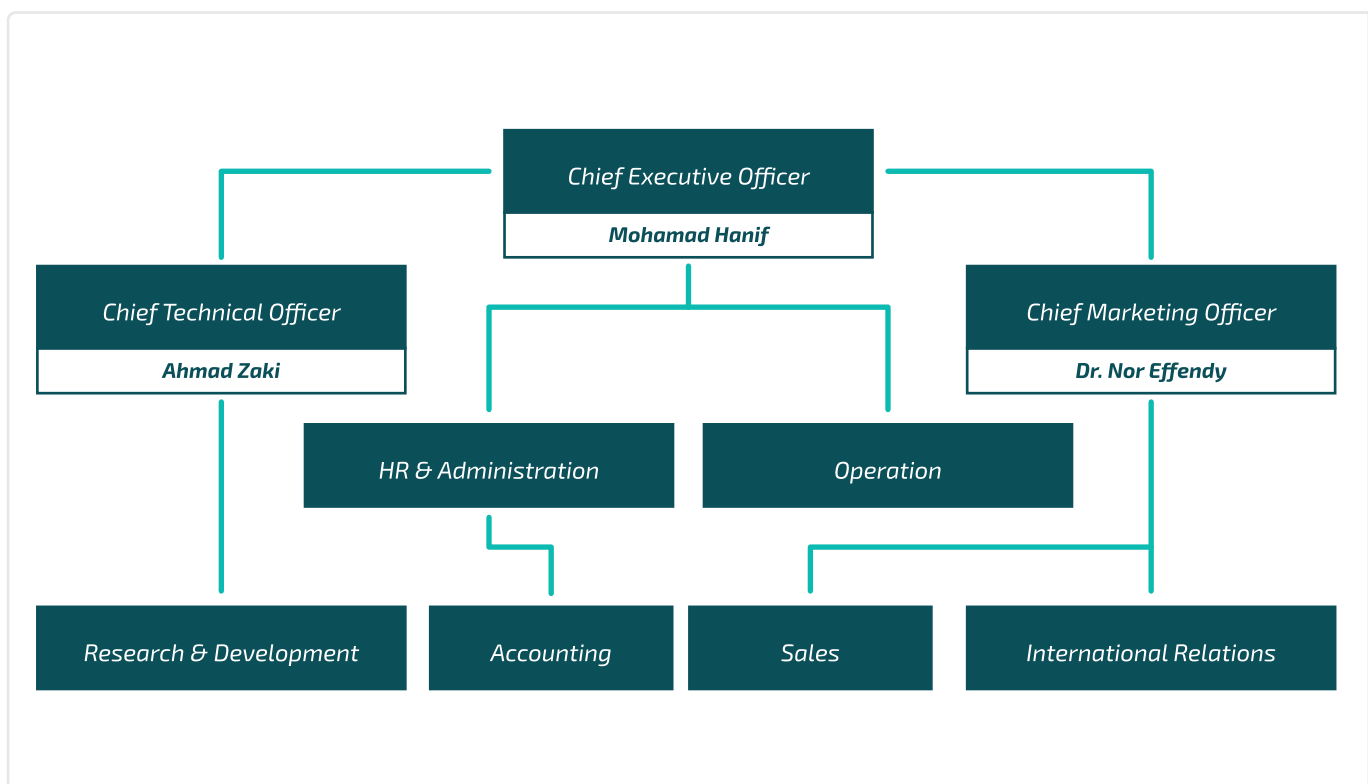 Chief Executive Officer
Mohamad Hanif
Chief Technical Officer
Ahmad Zaki
Chief Marketing Officer
Dr. Nor Effendy
HR & Administration
Operation
Research & Development
Accounting
Sales
International Relations